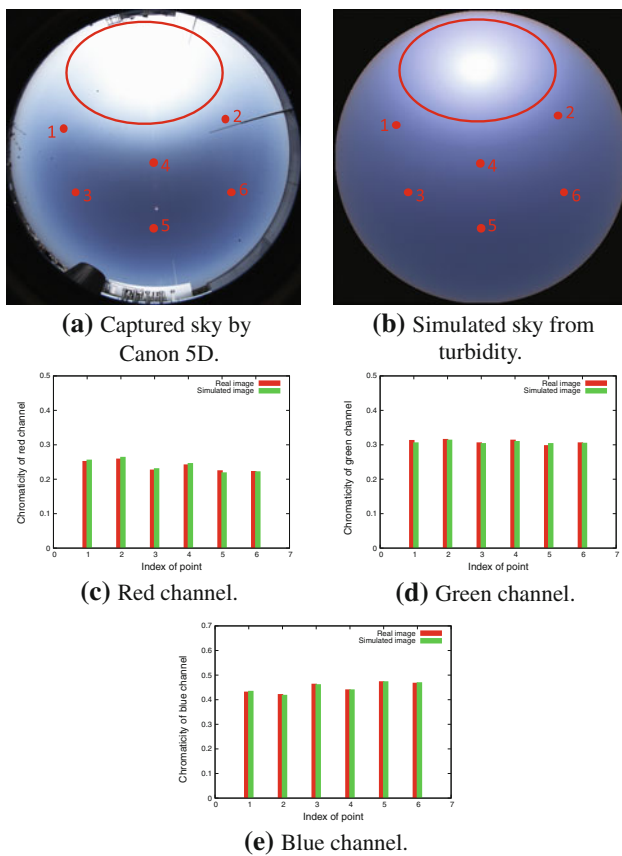 1
2
3
4
5
6
1
2
3
4
5
6
(a) Captured sky by
Canon 5D.
(b) Simulated sky from
turbidity.
Chromaticity of red channel
0.5
0.4
0.3
0.2
0.1
0
0 1 2 3 4 5 6 7
Index of point
Real image
Simulated image
(c) Red channel.
Chromaticity of green channel
0.5
0.4
0.3
0.2
0.1
0
0 1 2 3 4 5 6 7
Index of point
Real image
Simulated image
(d) Green channel.
Chromaticity of blue channel
0.7
0.6
0.5
0.4
0.3
0.2
0.1
0
0 1 2 3 4 5 6 7
Index of point
Real image
Simulated image
(e) Blue channel.